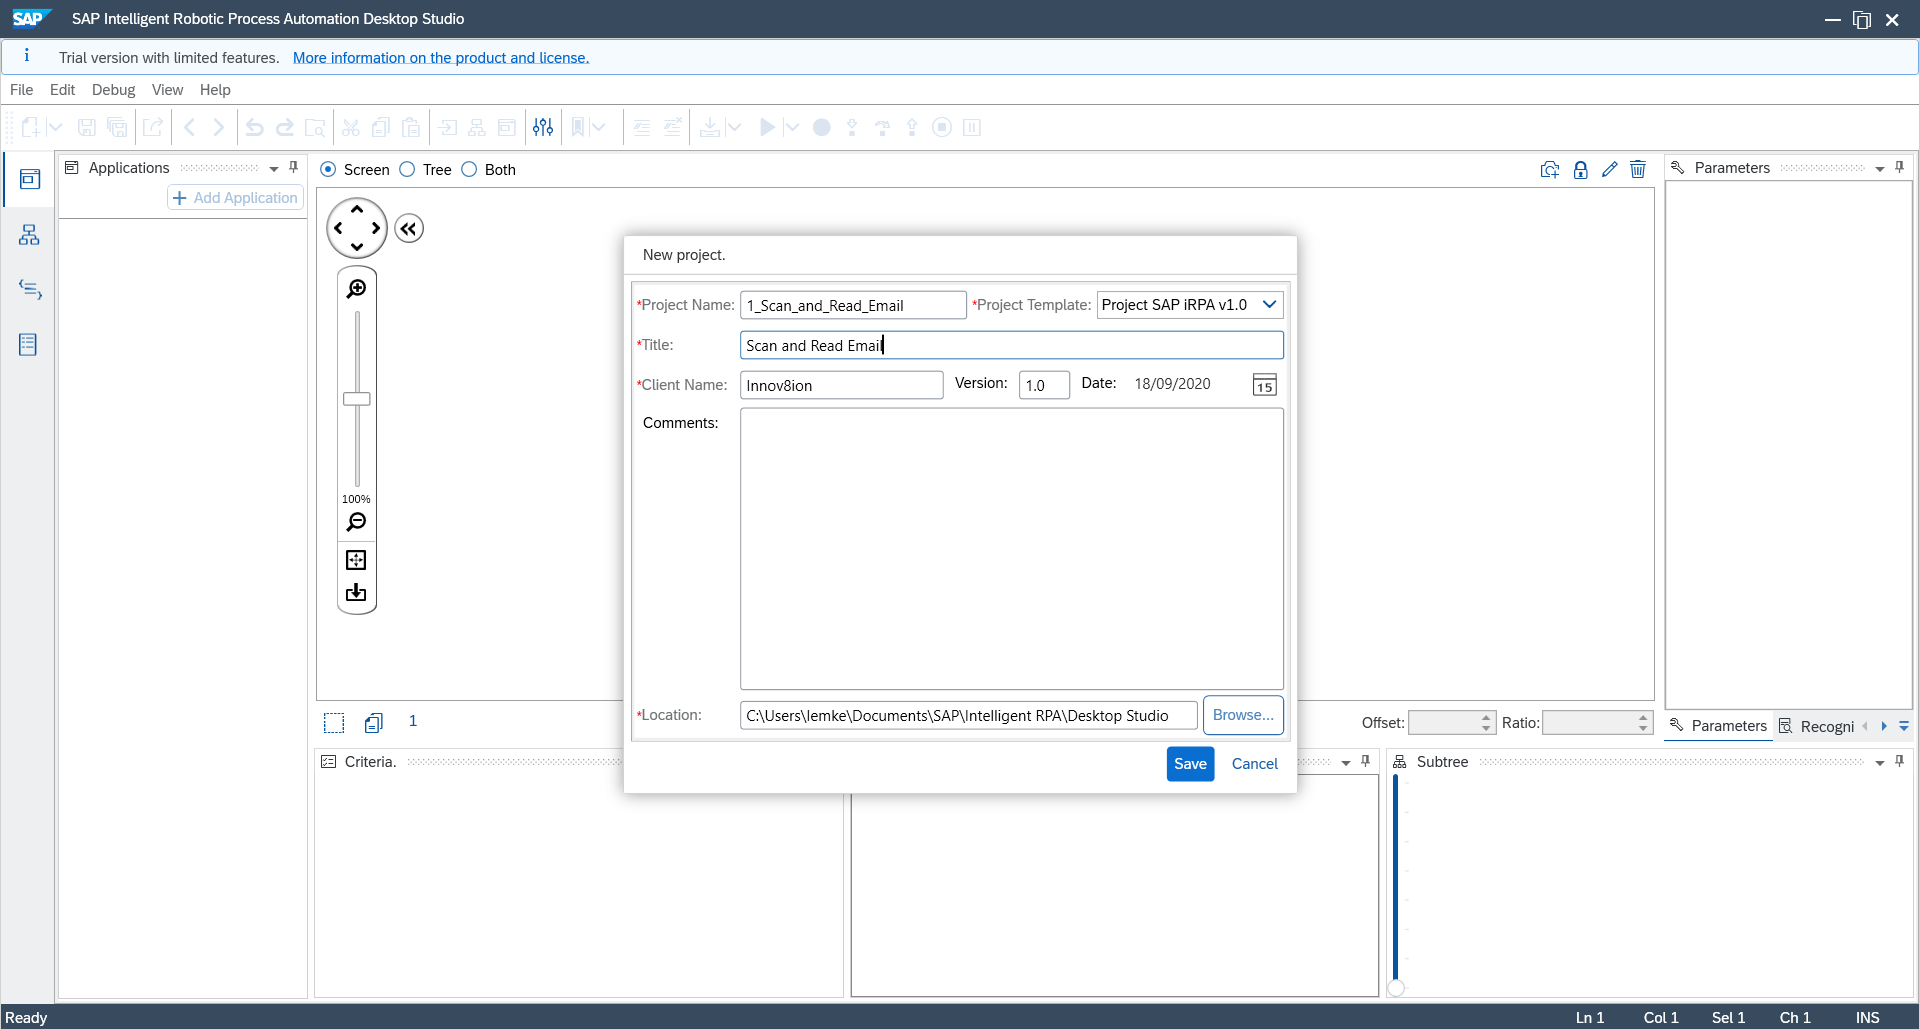 SAP SAP Intelligent Robotic Process Automation Desktop Studio
i Trial version with limited features. More information on the product and license.
File Edit Debug View Help
Applications
Add Application
Screen Tree Both
Parameters
100%
1
New project.
*Project Name: 1_Scan_and_Read_Email *Project Template: Project SAP iRPA v1.0
*Title: Scan and Read Email
*Client Name: Innov8ion Version: 1.0 Date: 18/09/2020 15
Comments:
*Location: C:\Users\lemke\Documents\SAP\Intelligent RPA\Desktop Studio Browse...
Save Cancel
Offset: Ratio:
Parameters Recogni
Criteria.
Subtree
Ready Ln 1 Col 1 Sel 1 Ch 1 INS